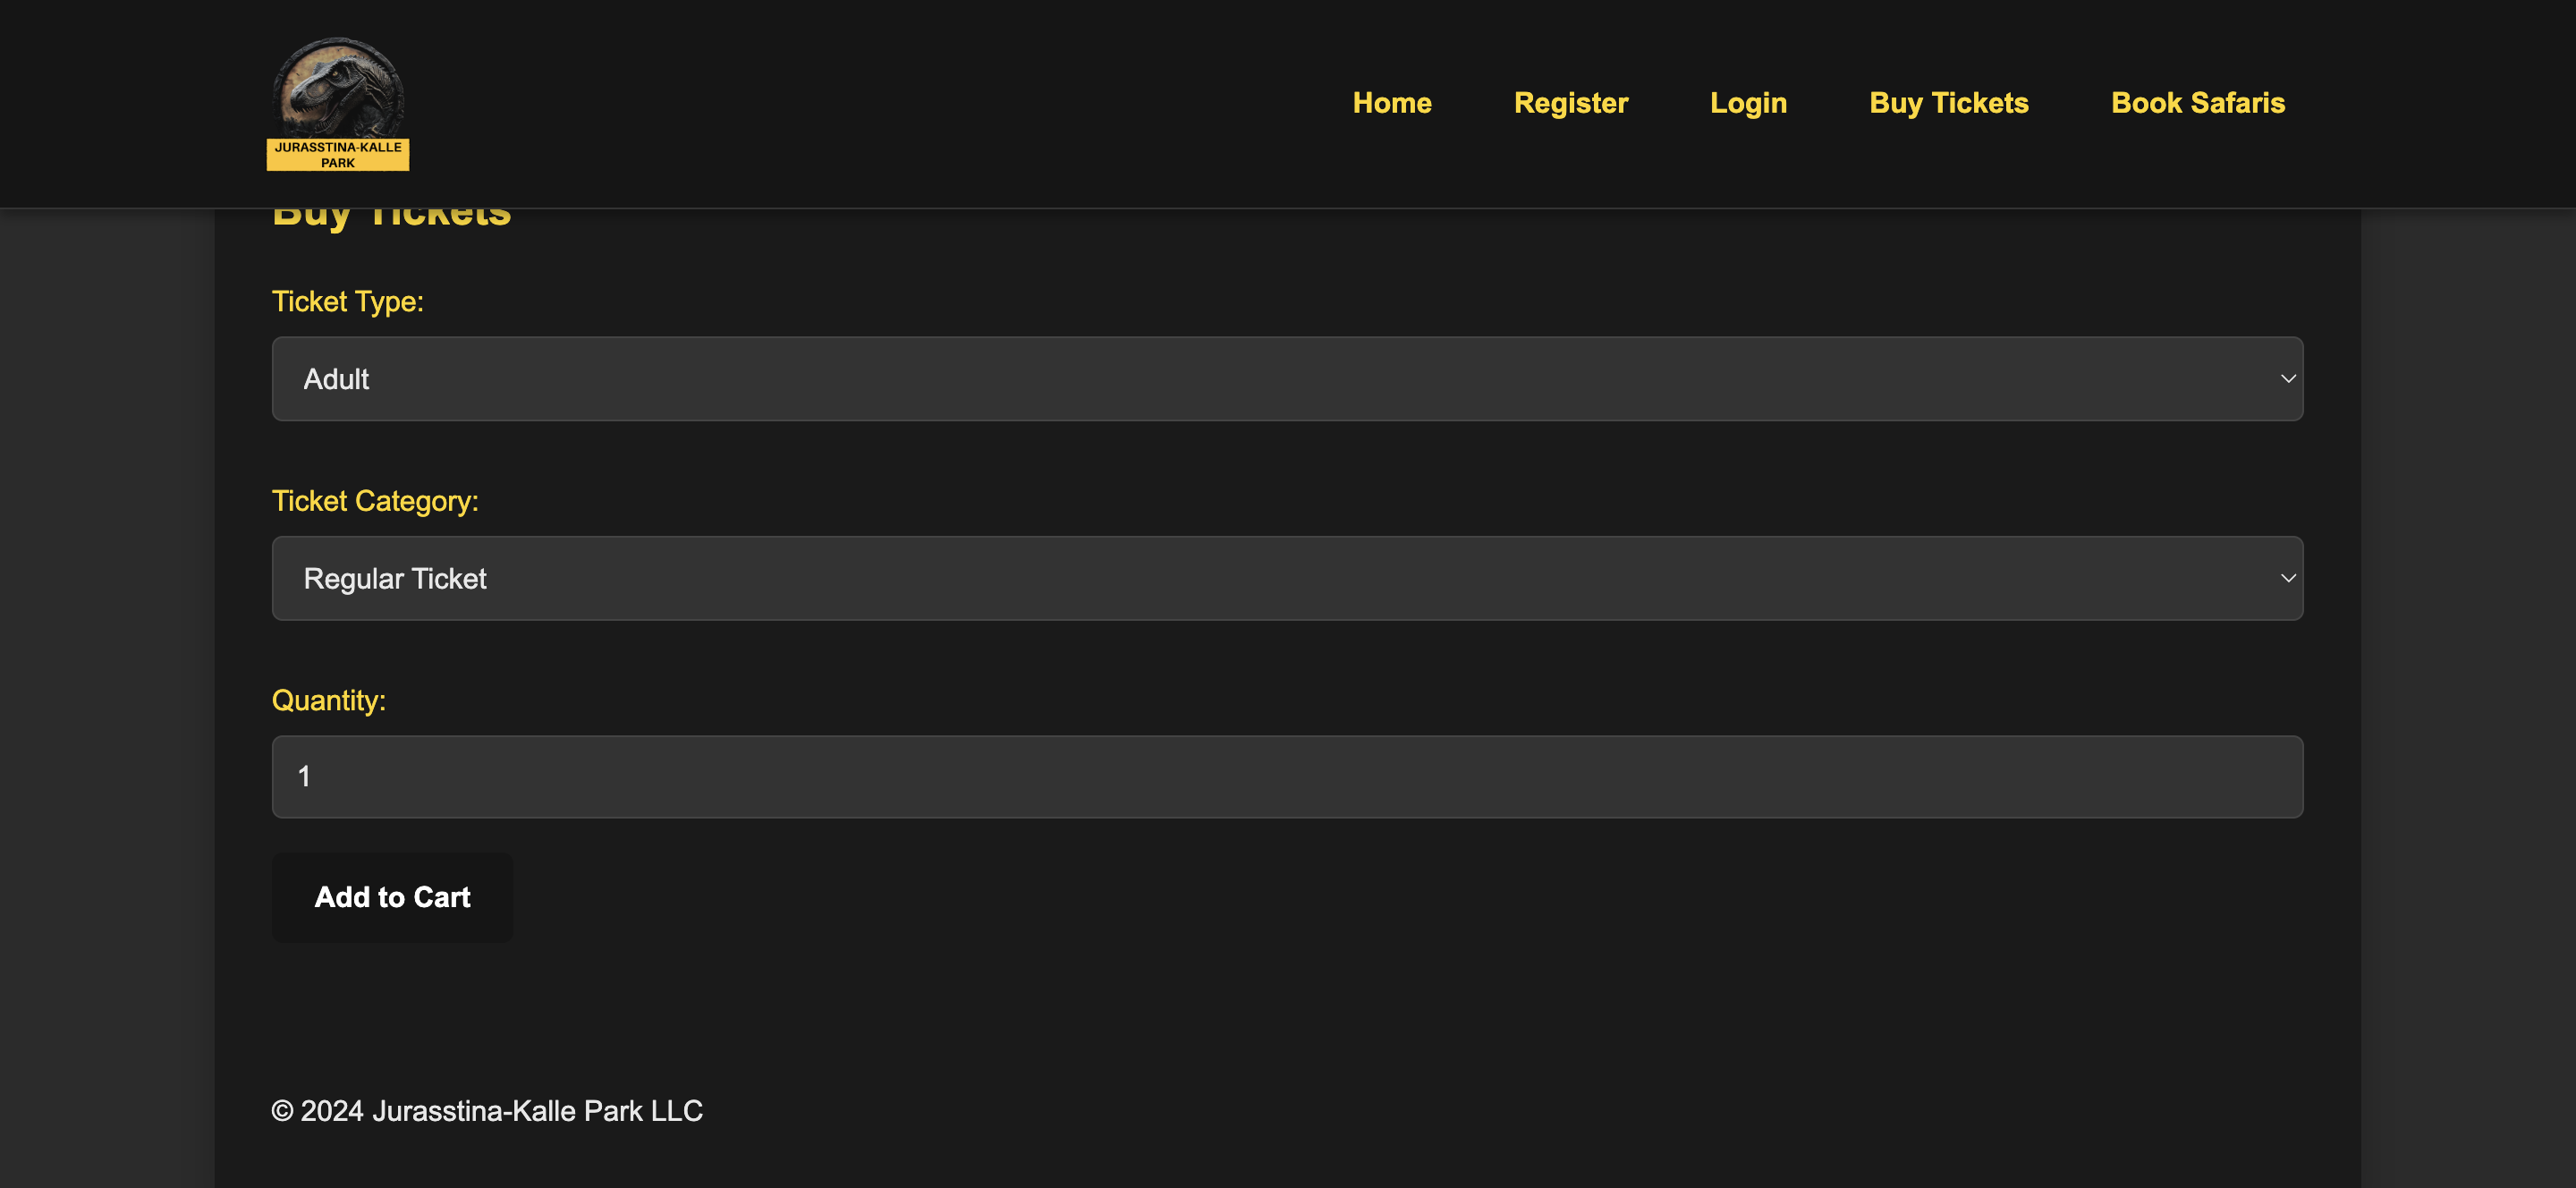 JURASSTINA-KALLE
PARK
Home Register Login Buy Tickets Book Safaris
Buy Tickets
Ticket Type:
Adult
Ticket Category:
Regular Ticket
Quantity:
1
Add to Cart
© 2024 Jurasstina-Kalle Park LLC